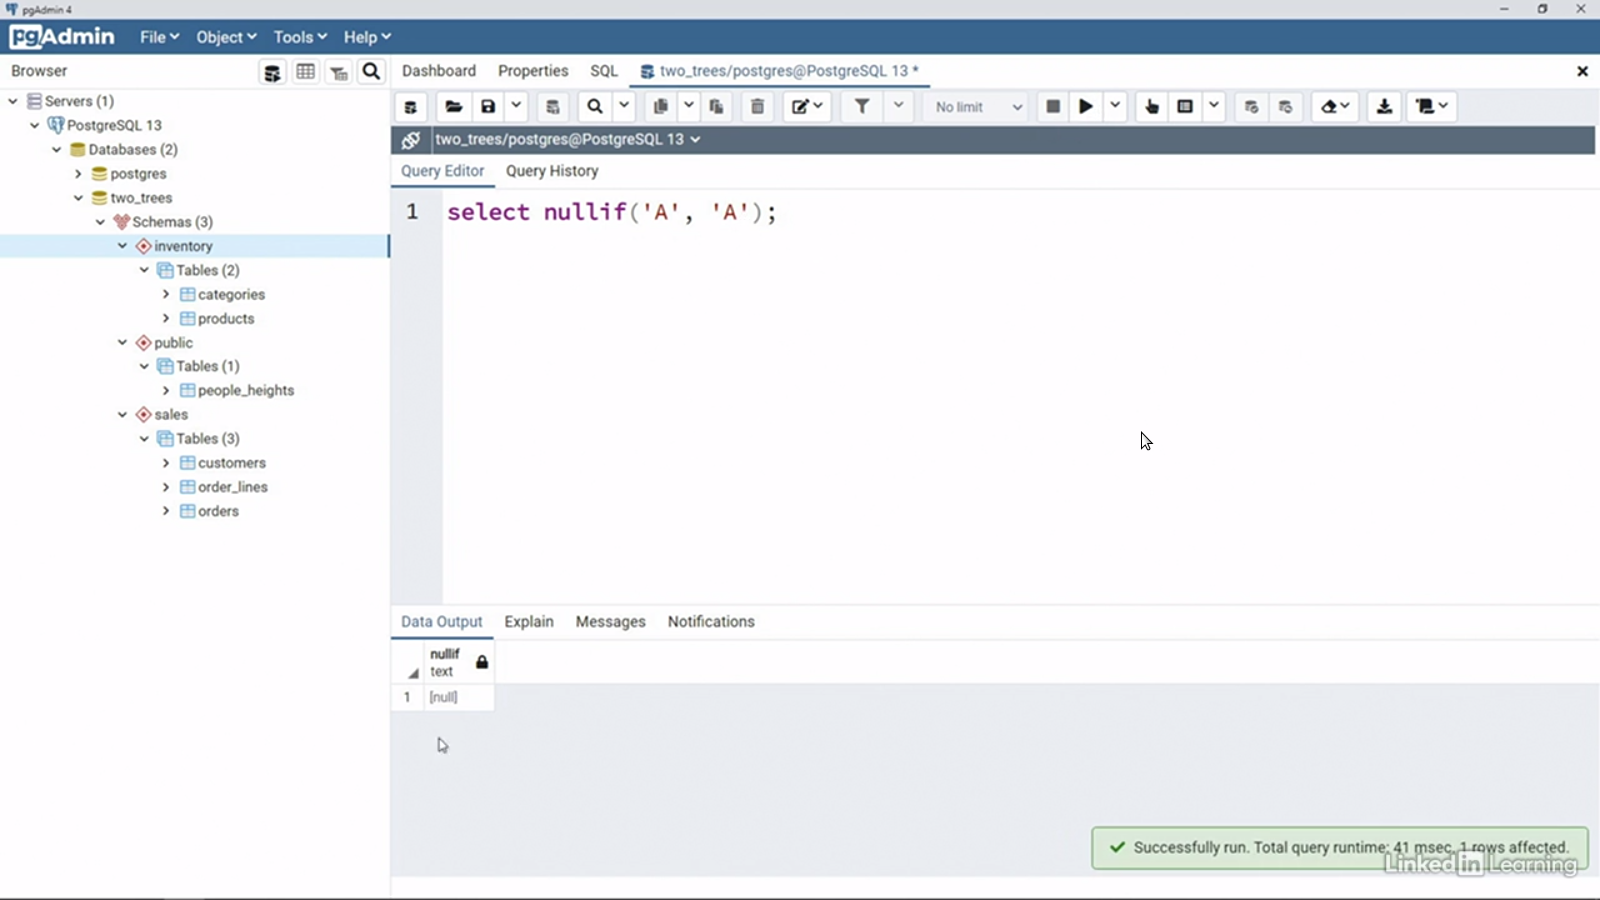 pgAdmin 4
pgAdmin File Object Tools Help
Browser
Dashboard Properties SQL two_trees/postgres@PostgreSQL 13 *
Servers (1)
PostgreSQL 13
Databases (2)
postgres
two_trees
Schemas (3)
inventory
Tables (2)
categories
products
public
Tables (1)
people_heights
sales
Tables (3)
customers
order_lines
orders
No limit
two_trees/postgres@PostgreSQL 13
Query Editor Query History
1 select nullif('A', 'A');
Data Output Explain Messages Notifications
nullif
text
1 [null]
Successfully run. Total query runtime: 41 msec. 1 rows affected.
Linked in Learning